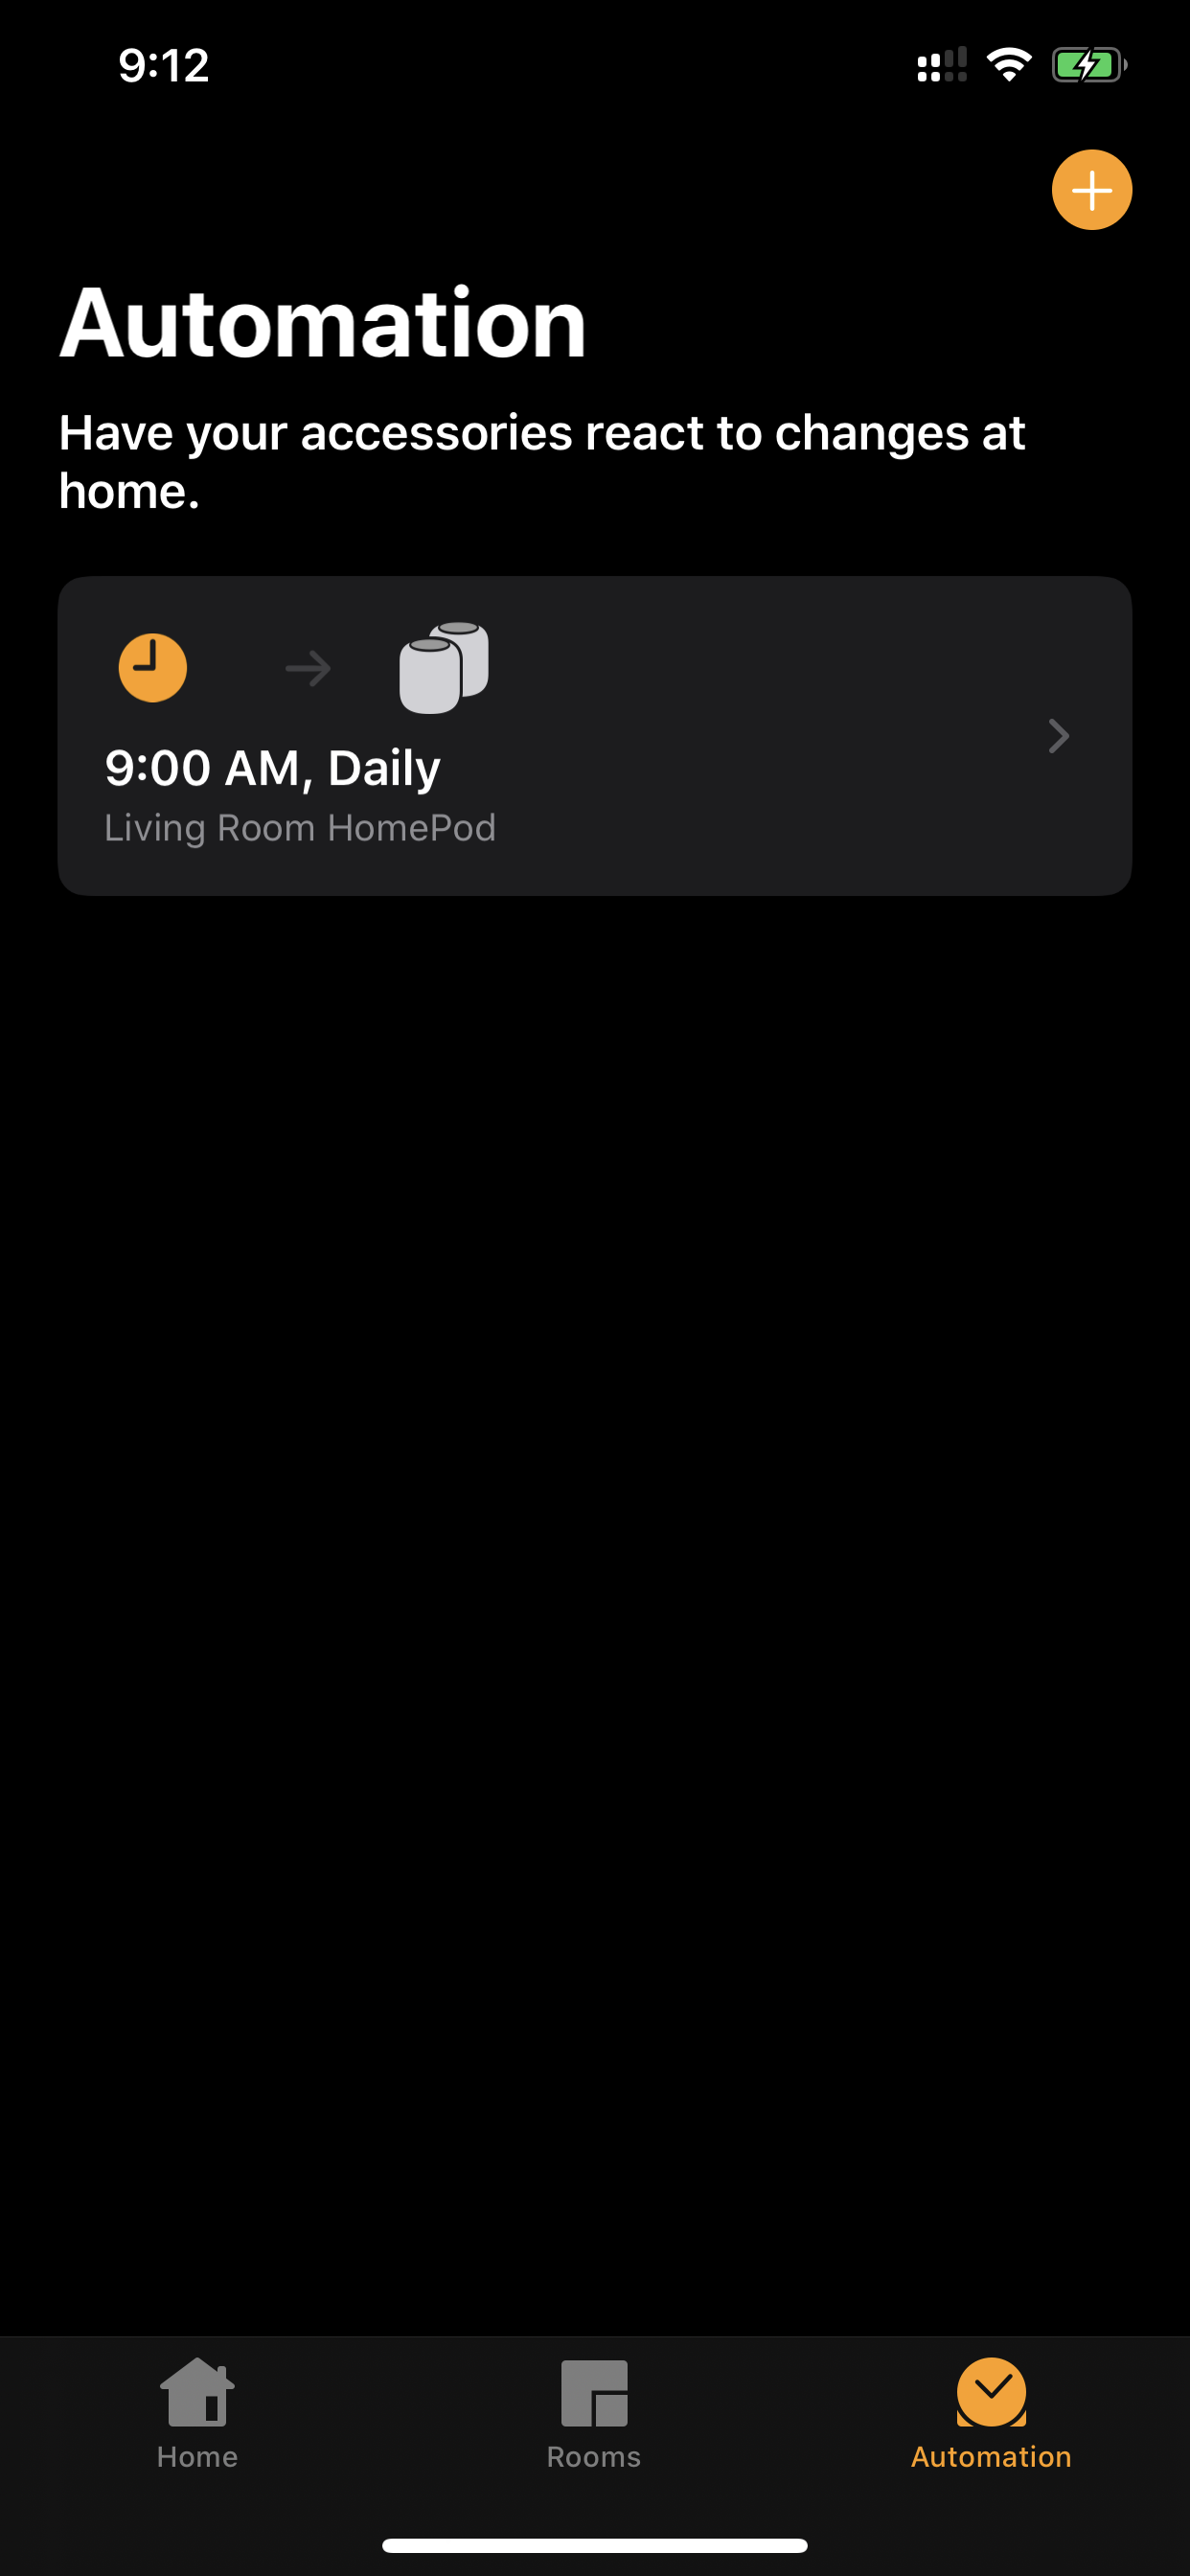 9:12
Automation
Have your accessories react to changes at
home.
9:00 AM, Daily
Living Room HomePod
Home
Rooms
Automation